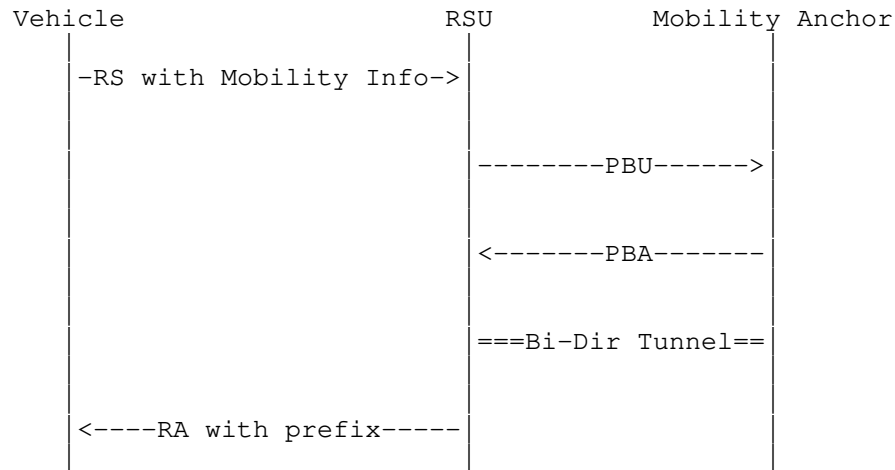 Vehicle RSU Mobility Anchor
-RS with Mobility Info->
--------PBU------>
<-------PBA-------
===Bi-Dir Tunnel==
<----RA with prefix-----